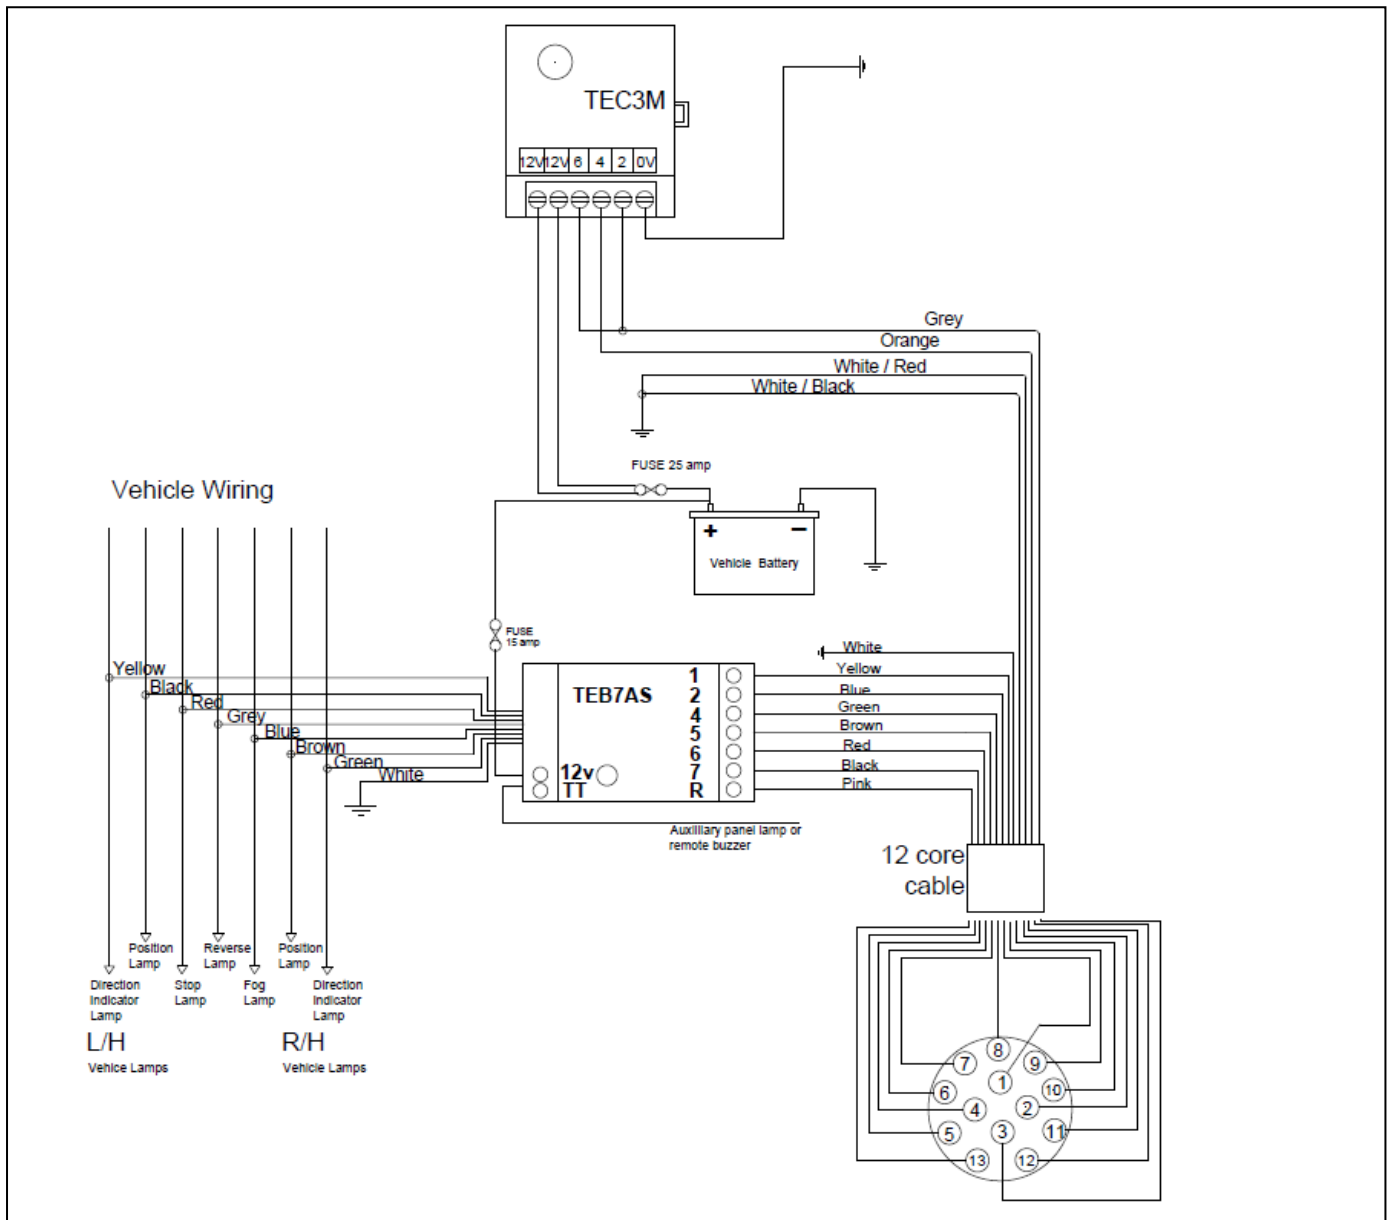 TEC3M
12V 12V 6 4 2 0V
Grey
Orange
White / Red
White / Black
FUSE 25 amp
Vehicle Wiring
+ −
Vehicle Battery
FUSE
15 amp
White
Yellow
Blue
Green
Brown
Red
Black
Pink
Yellow
Black
Red
Grey
Blue
Brown
Green
White
TEB7AS
1
2
4
5
6
7
R
12v
TT
Auxilliary panel lamp or
remote buzzer
12 core
cable
Position
Lamp
Reverse
Lamp
Position
Lamp
Direction
Indicator
Lamp
Stop
Lamp
Fog
Lamp
Direction
Indicator
Lamp
L/H
Vehice Lamps
R/H
Vehicle Lamps
8
7
9
1
6
10
4
2
5
3
11
13
12